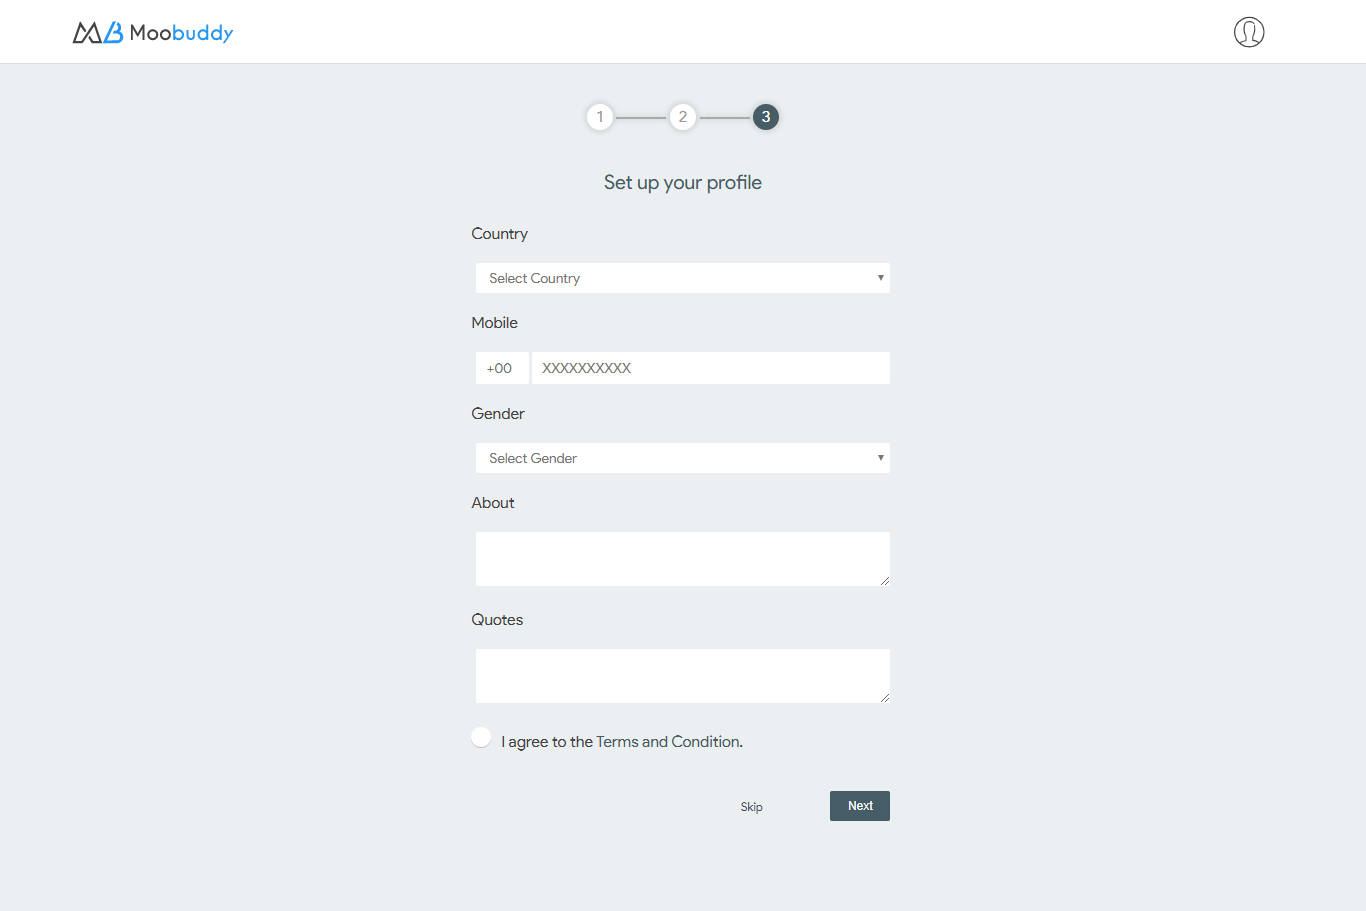 MB Moobuddy
1 2 3
Set up your profile
Country
Select Country
Mobile
+00 XXXXXXXXXX
Gender
Select Gender
About
Quotes
I agree to the Terms and Condition.
Skip Next